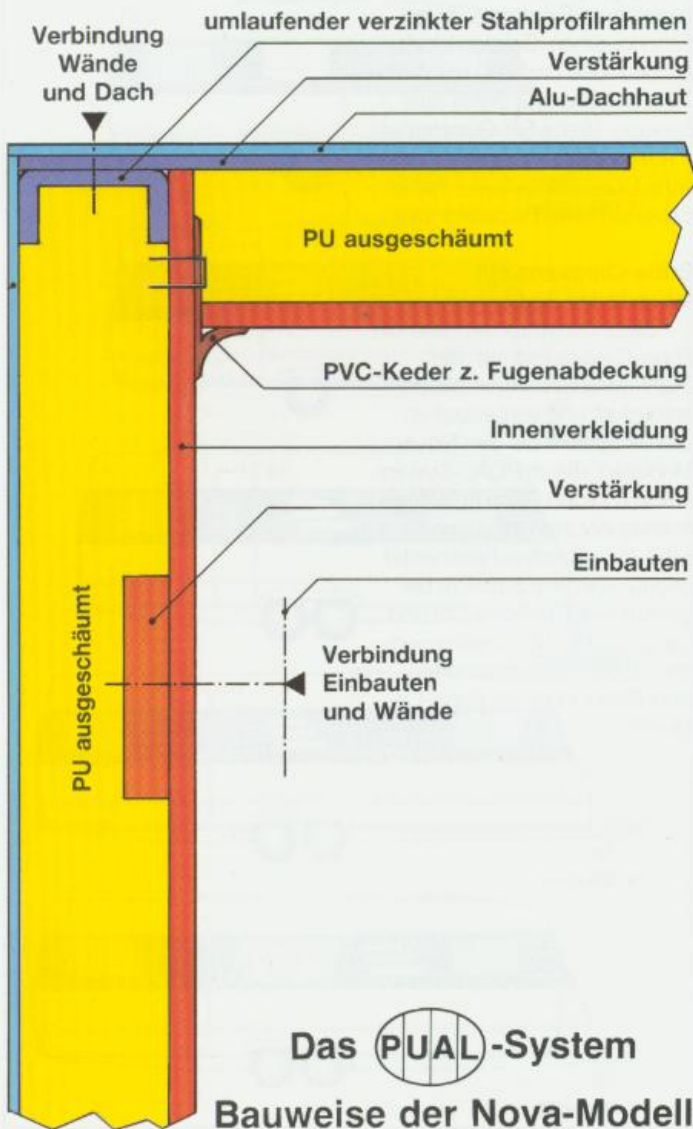 umlaufender verzinkter Stahlprofilrahmen
Verbindung
Wände
und Dach
Verstärkung
Alu-Dachhaut
PU ausgeschäumt
PVC-Keder z. Fugenabdeckung
Innenverkleidung
Verstärkung
Einbauten
PU ausgeschäumt
Verbindung
Einbauten
und Wände
Das PUAL-System
Bauweise der Nova-Modell